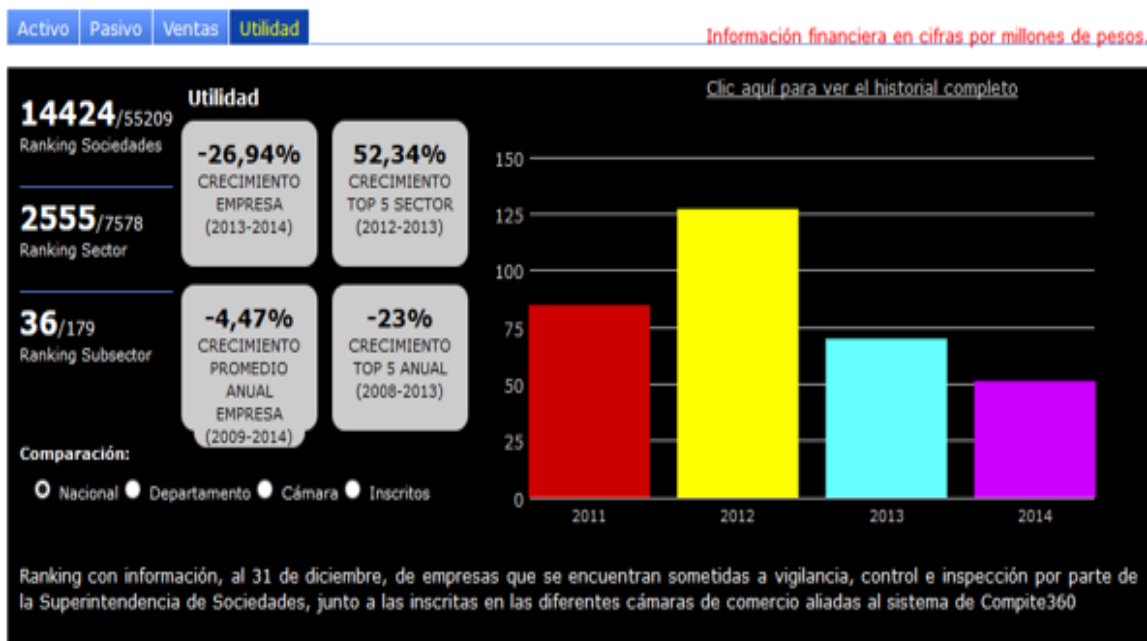 Activo
Pasivo
Ventas
Utilidad
Información financiera en cifras por millones de pesos.
14424/55209
Ranking Sociedades
2555/7578
Ranking Sector
36/179
Ranking Subsector
Utilidad
-26,94%
CRECIMIENTO
EMPRESA
(2013-2014)
52,34%
CRECIMIENTO
TOP 5 SECTOR
(2012-2013)
-4,47%
CRECIMIENTO
PROMEDIO
ANUAL
EMPRESA
(2009-2014)
-23%
CRECIMIENTO
TOP 5 ANUAL
(2008-2013)
Comparación:
Nacional
Departamento
Cámara
Inscritos
Clic aquí para ver el historial completo
150
125
100
75
50
25
0
2011
2012
2013
2014
Ranking con información, al 31 de diciembre, de empresas que se encuentran sometidas a vigilancia, control e inspección por parte de
la Superintendencia de Sociedades, junto a las inscritas en las diferentes cámaras de comercio aliadas al sistema de Compite360